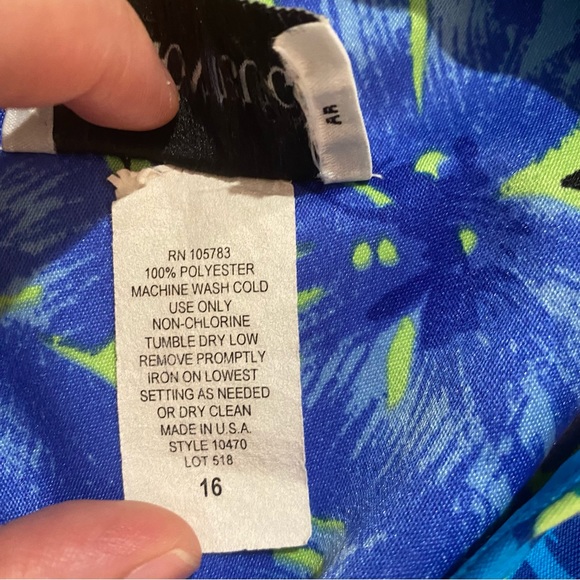 AR
RN 105783
100% POLYESTER
MACHINE WASH COLD
USE ONLY
NON-CHLORINE
TUMBLE DRY LOW
REMOVE PROMPTLY
IRON ON LOWEST
SETTING AS NEEDED
OR DRY CLEAN
MADE IN U.S.A.
STYLE 10470
LOT 518
16